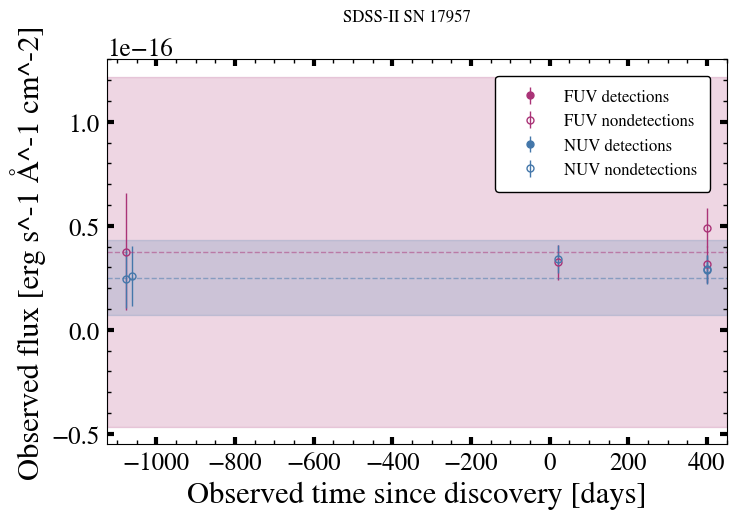 SDSS-II SN 17957
1e−16
Observed flux [erg s^-1 Å^-1 cm^-2]
1.0
0.5
0.0
−0.5
FUV detections
FUV nondetections
NUV detections
NUV nondetections
−1000 −800 −600 −400 −200 0 200 400
Observed time since discovery [days]